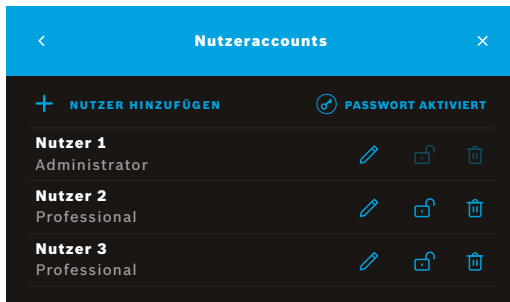 Nutzeraccounts
NUTZER HINZUFÜGEN
PASSWORT AKTIVIERT
Nutzer 1
Administrator
Nutzer 2
Professional
Nutzer 3
Professional